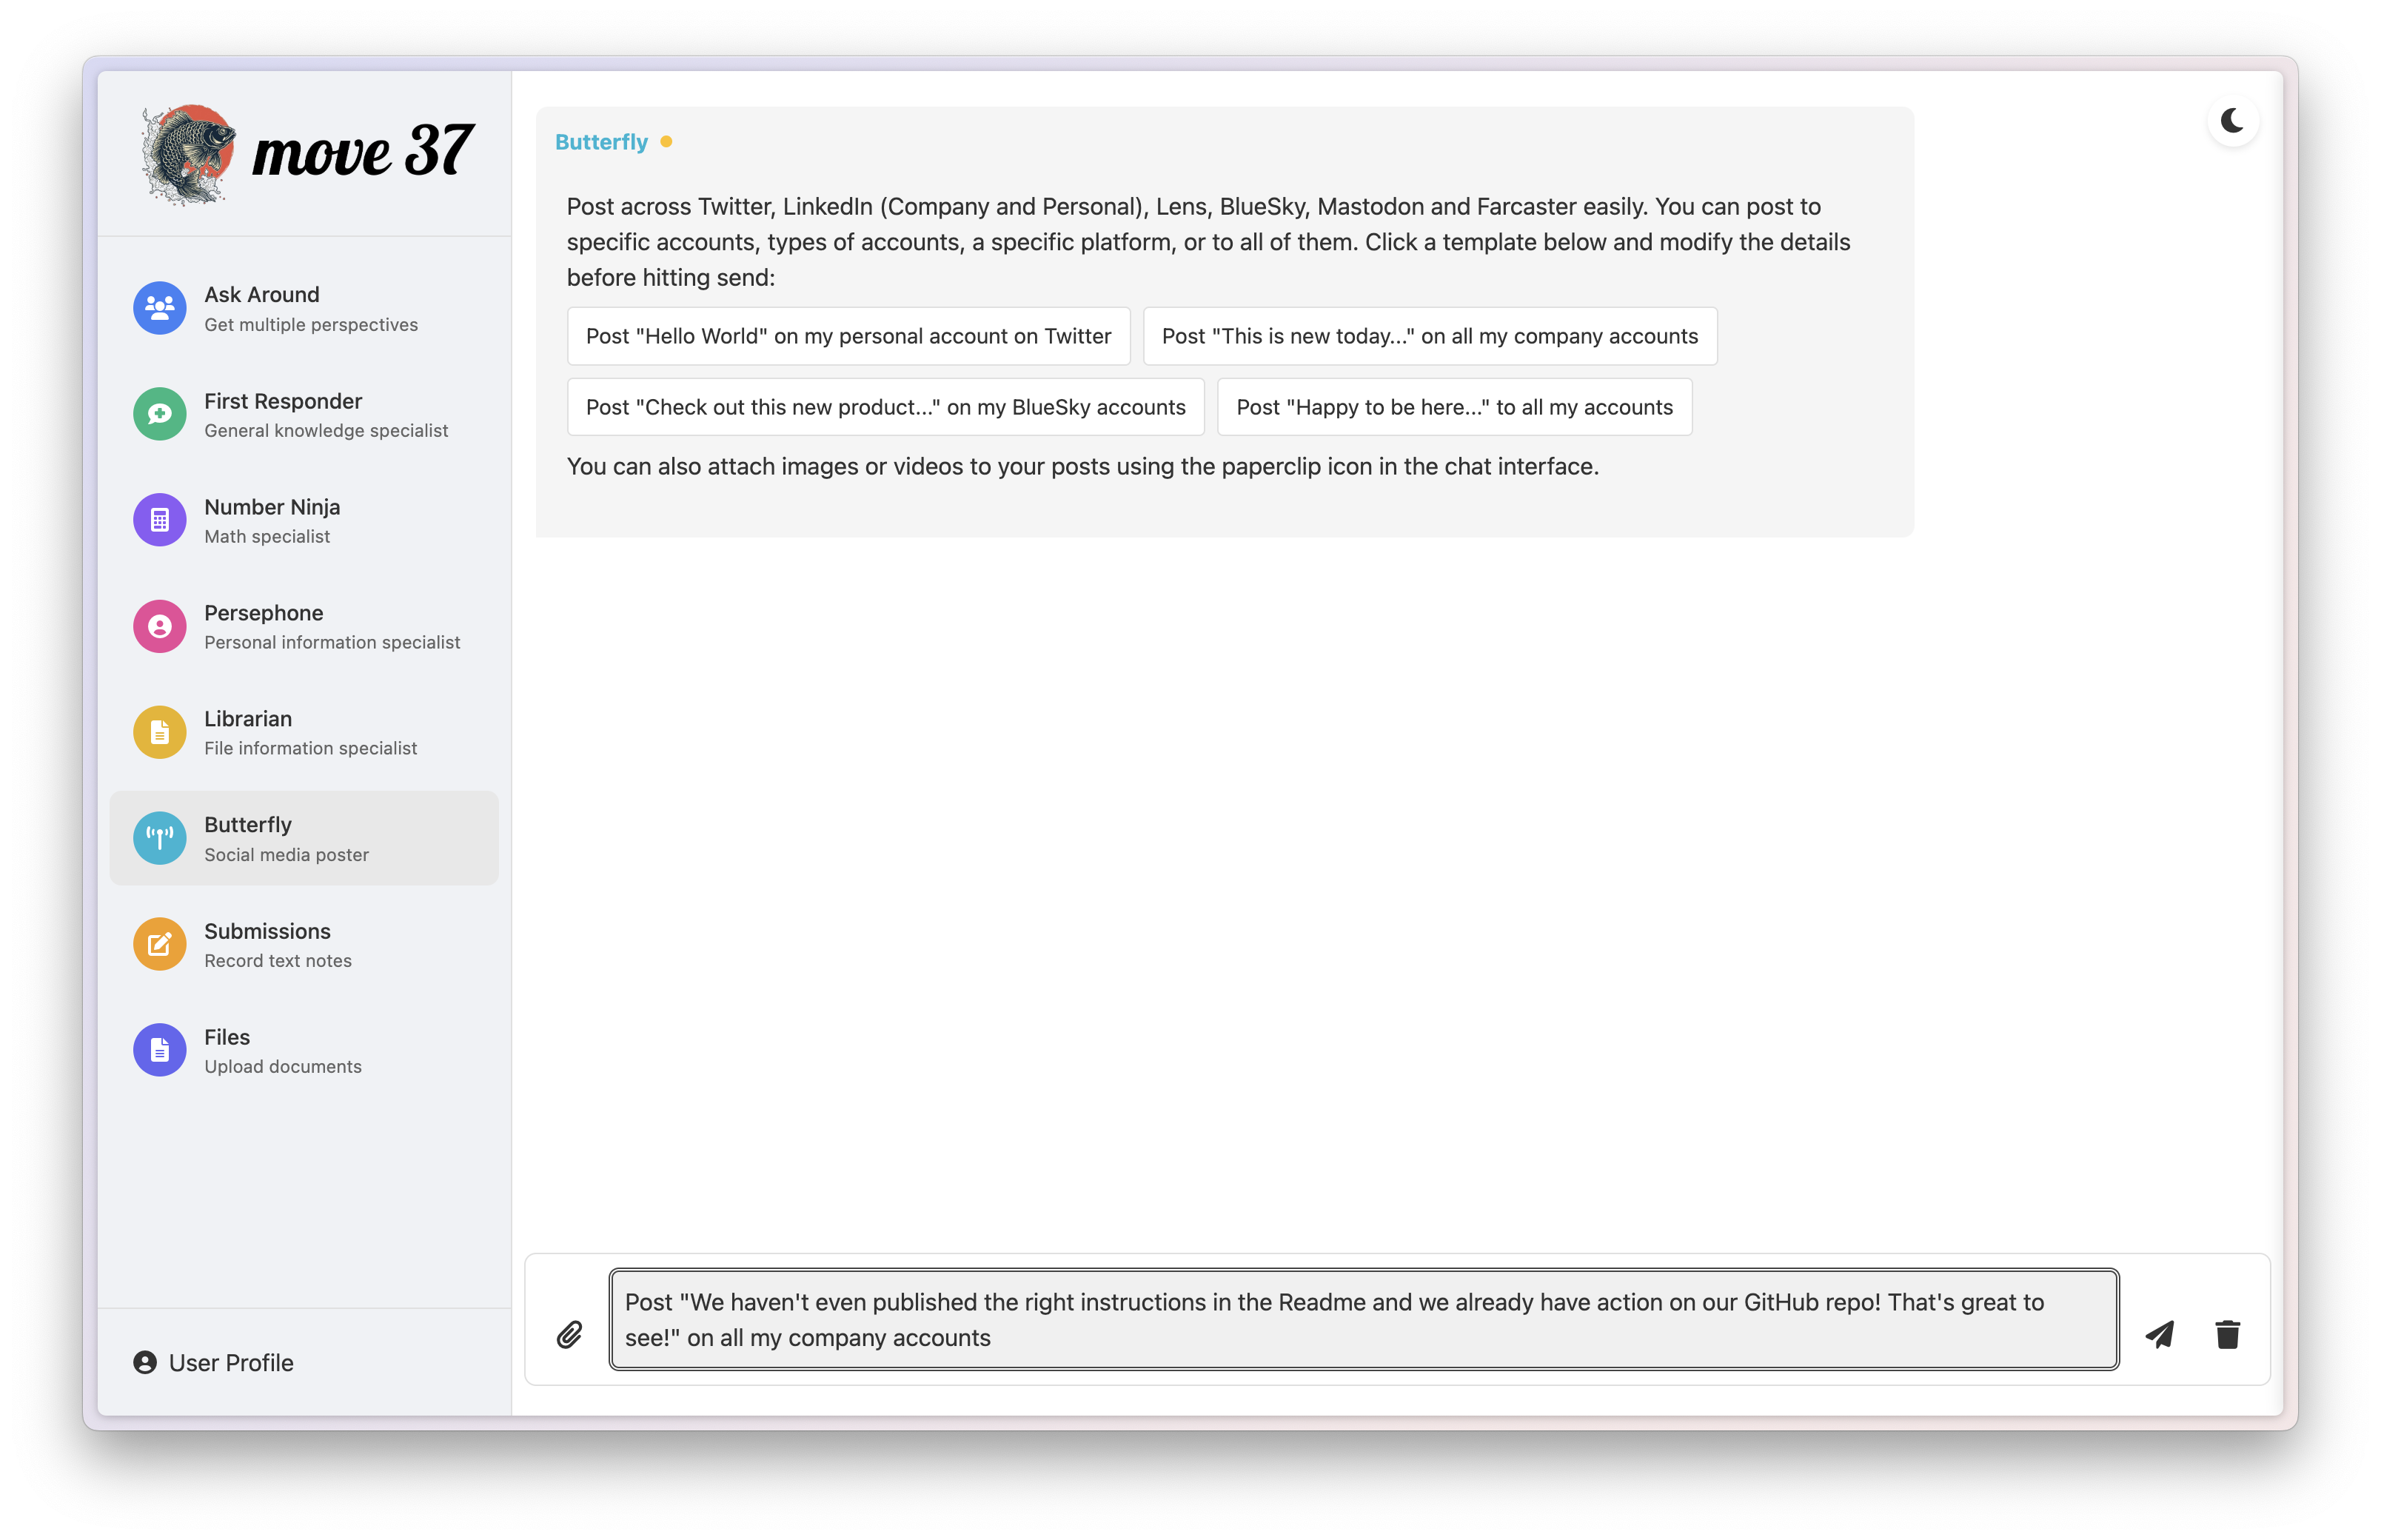 move 37
Ask Around
Get multiple perspectives
First Responder
General knowledge specialist
Number Ninja
Math specialist
Persephone
Personal information specialist
Librarian
File information specialist
Butterfly
Social media poster
Submissions
Record text notes
Files
Upload documents
User Profile
Butterfly
Post across Twitter, LinkedIn (Company and Personal), Lens, BlueSky, Mastodon and Farcaster easily. You can post to
specific accounts, types of accounts, a specific platform, or to all of them. Click a template below and modify the details
before hitting send:
Post "Hello World" on my personal account on Twitter
Post "This is new today..." on all my company accounts
Post "Check out this new product..." on my BlueSky accounts
Post "Happy to be here..." to all my accounts
You can also attach images or videos to your posts using the paperclip icon in the chat interface.
Post "We haven't even published the right instructions in the Readme and we already have action on our GitHub repo! That's great to
see!" on all my company accounts